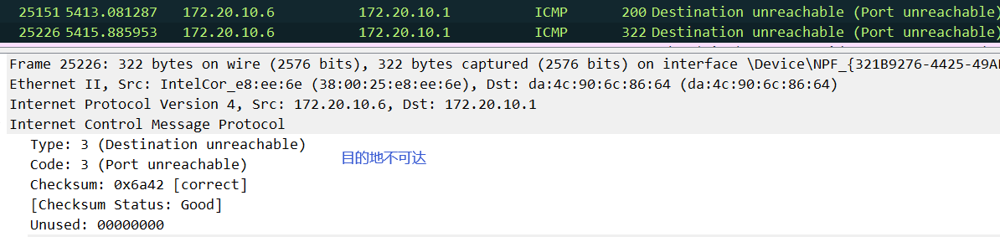 25151 5413.081287 172.20.10.6 172.20.10.1 ICMP 200 Destination unreachable (Port unreachable)
25226 5415.885953 172.20.10.6 172.20.10.1 ICMP 322 Destination unreachable (Port unreachable)
Frame 25226: 322 bytes on wire (2576 bits), 322 bytes captured (2576 bits) on interface \Device\NPF_{321B9276-4425-49A
Ethernet II, Src: IntelCor_e8:ee:6e (38:00:25:e8:ee:6e), Dst: da:4c:90:6c:86:64 (da:4c:90:6c:86:64)
Internet Protocol Version 4, Src: 172.20.10.6, Dst: 172.20.10.1
Internet Control Message Protocol
Type: 3 (Destination unreachable)
目的地不可达
Code: 3 (Port unreachable)
Checksum: 0x6a42 [correct]
[Checksum Status: Good]
Unused: 00000000